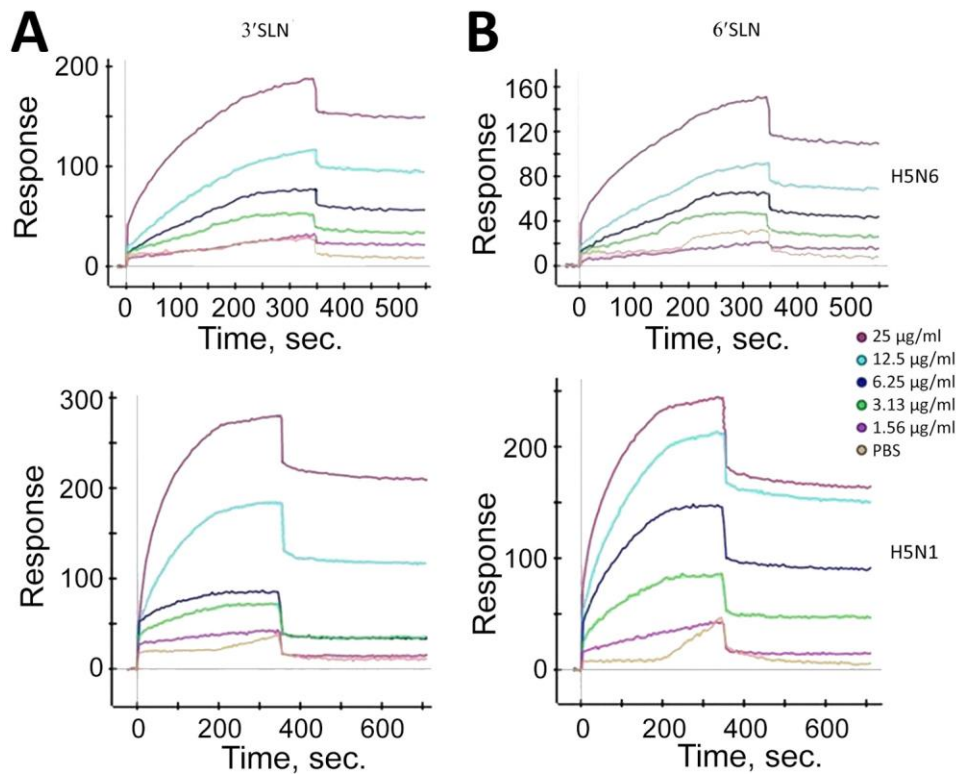 A
3′SLN
B
6′SLN
200
100
0
Response
0 100 200 300 400 500
Time, sec.
160
120
80
40
0
Response
0 100 200 300 400 500
Time, sec.
H5N6
25 µg/ml
12.5 µg/ml
6.25 µg/ml
3.13 µg/ml
1.56 µg/ml
PBS
300
200
100
0
Response
0 200 400 600
Time, sec.
200
100
0
Response
0 200 400 600
Time, sec.
H5N1